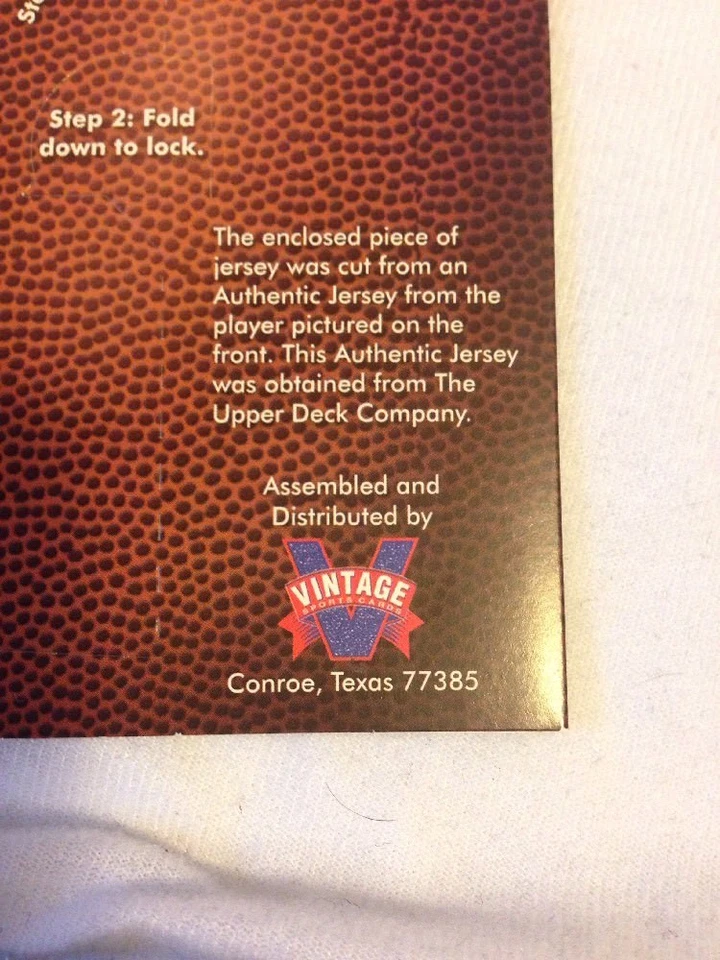 Step 2: Fold
down to lock.
The enclosed piece of
jersey was cut from an
Authentic Jersey from the
player pictured on the
front. This Authentic Jersey
was obtained from The
Upper Deck Company.
Assembled and
Distributed by
VINTAGE
SPORTS CARDS
Conroe, Texas 77385